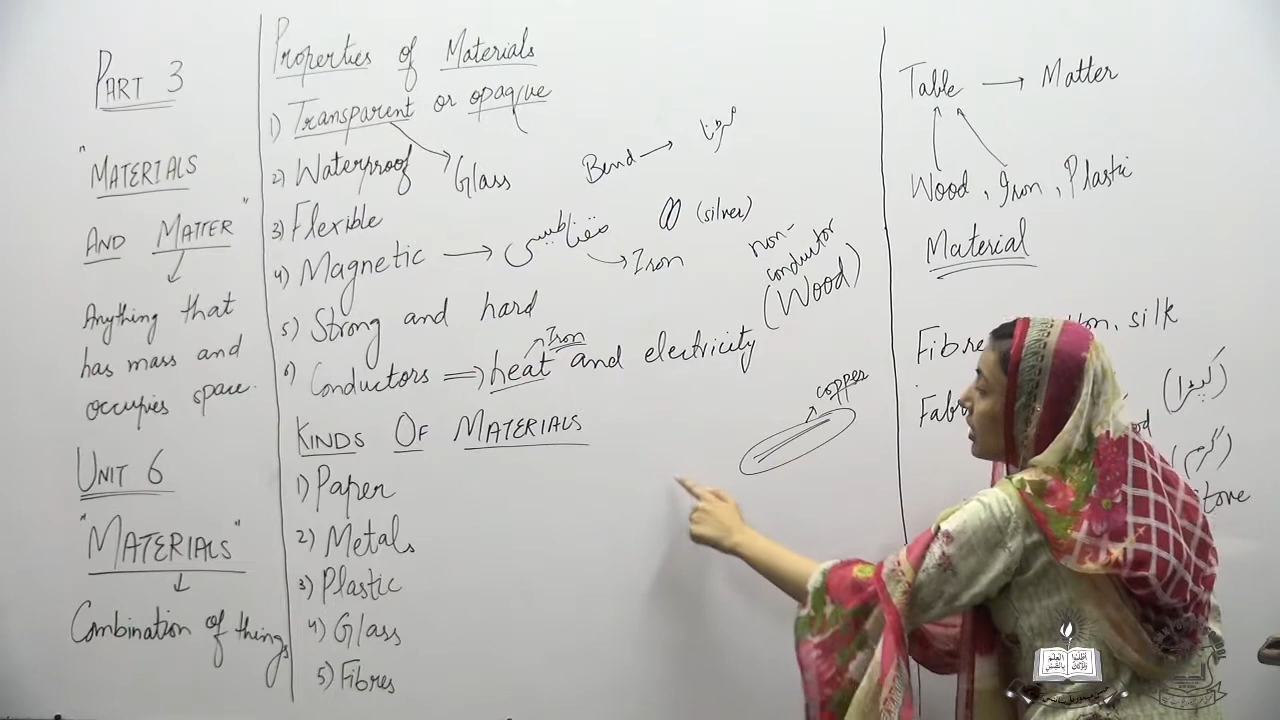 PART 3
"MATERIALS
AND MATTER"
Anything that
has mass and
occupies space.
UNIT 6
"MATERIALS"
Combination of things
Properties of Materials
1) Transparent or opaque
2) Waterproof
Glass
Bend → مڑنا
3) Flexible
4) Magnetic → مقناطیسی
(silver)
Iron
5) Strong and hard
non-
conductor
(Wood)
Iron
6) Conductors ⇒ heat and electricity
copper
KINDS OF MATERIALS
1) Paper
2) Metals
3) Plastic
4) Glass
5) Fibres
Table → Matter
Wood, Iron, Plastic
Material
silk
(کپڑا)
(گرم)